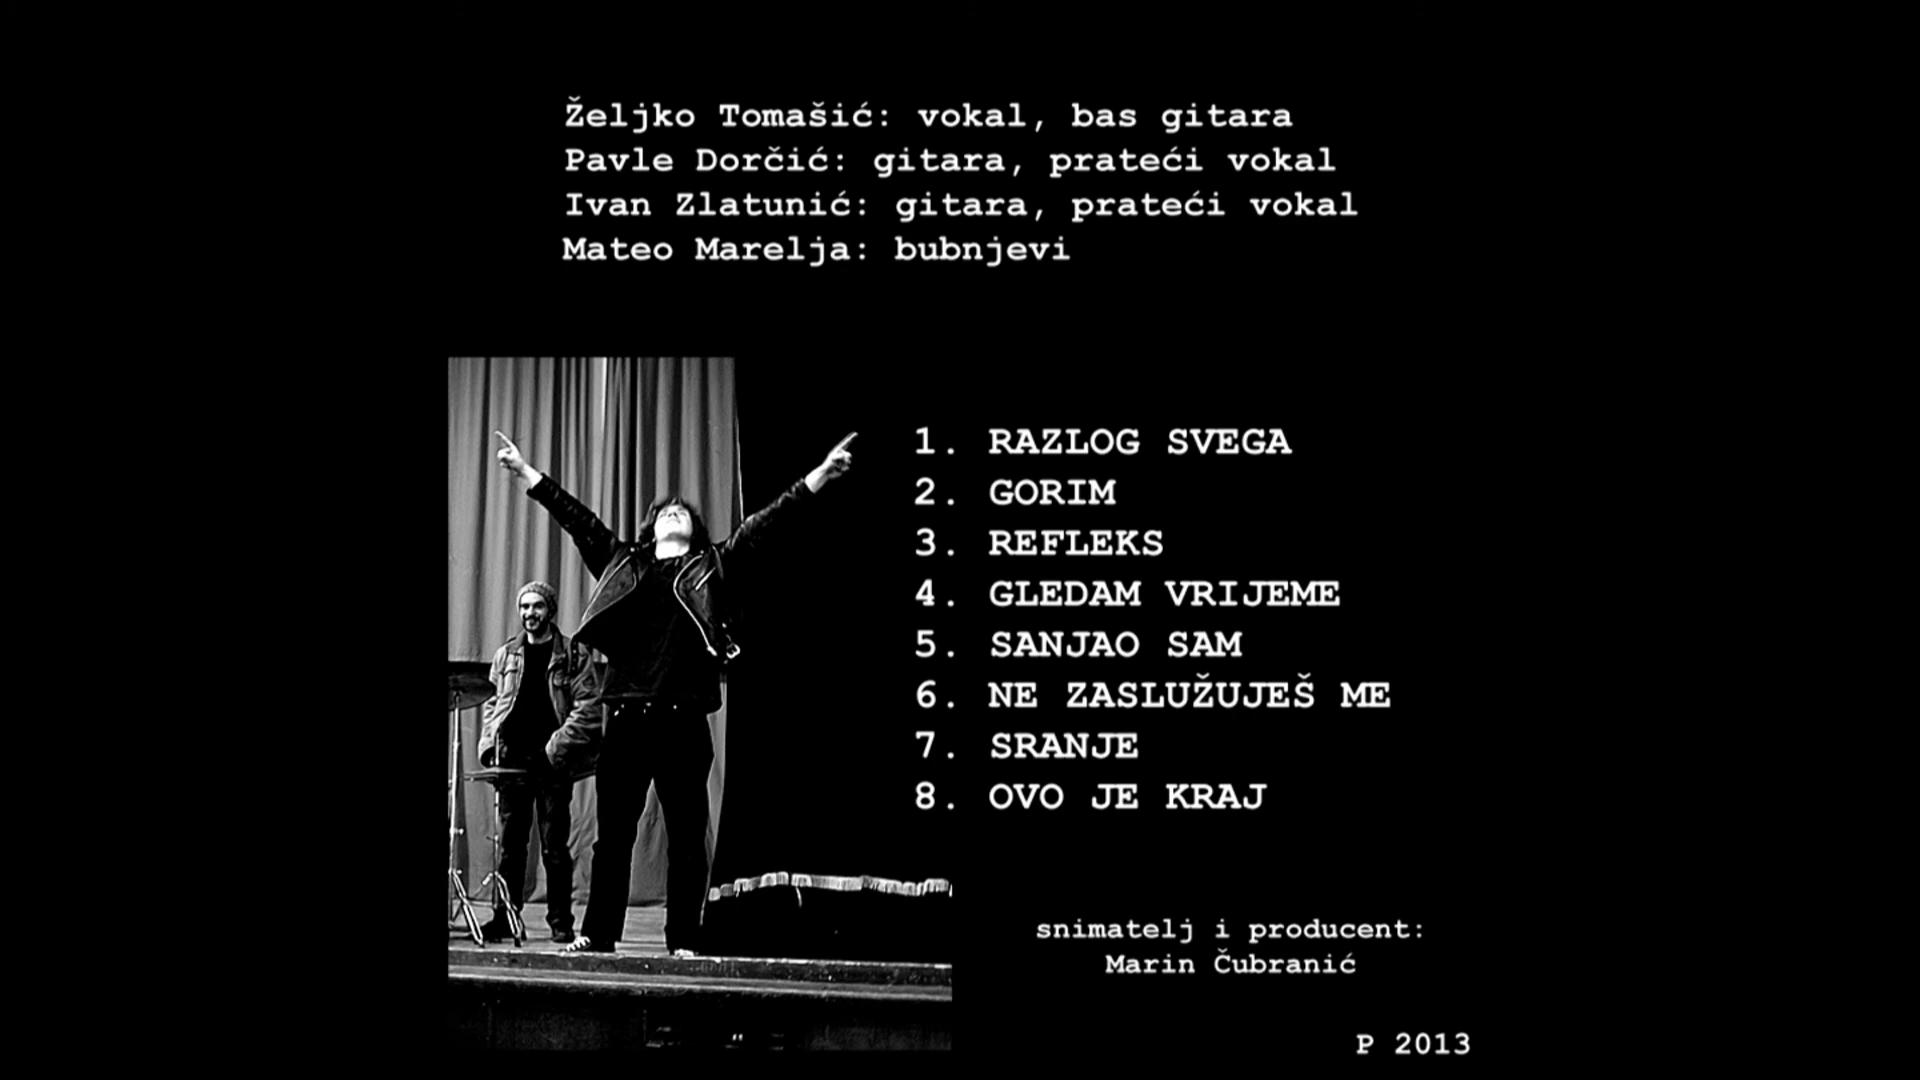 Željko Tomašić: vokal, bas gitara
Pavle Dorčić: gitara, prateći vokal
Ivan Zlatunić: gitara, prateći vokal
Mateo Marelja: bubnjevi
1. RAZLOG SVEGA
2. GORIM
3. REFLEKS
4. GLEDAM VRIJEME
5. SANJAO SAM
6. NE ZASLUŽUJEŠ ME
7. SRANJE
8. OVO JE KRAJ
snimatelj i producent:
Marin Čubranić
P 2013